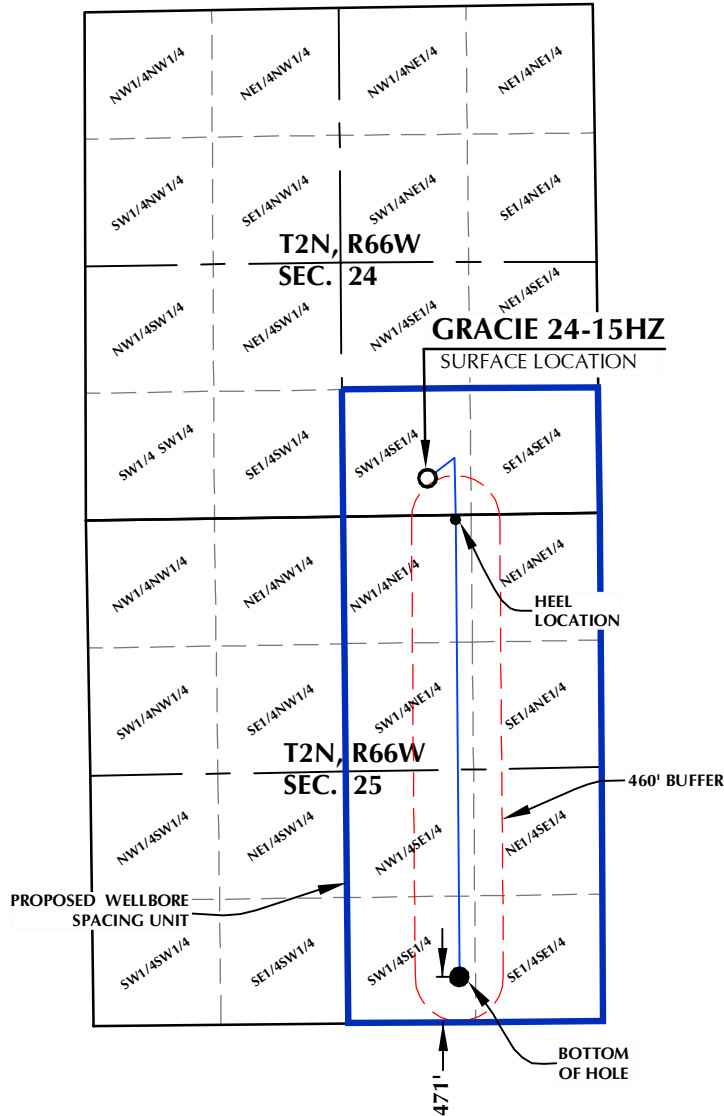 NW1/4NW1/4
NE1/4NW1/4
NW1/4NE1/4
NE1/4NE1/4
SW1/4NW1/4
SE1/4NW1/4
SW1/4NE1/4
SE1/4NE1/4
T2N, R66W
SEC. 24
NW1/4SW1/4
NE1/4SW1/4
NW1/4SE1/4
NE1/4SE1/4
GRACIE 24-15HZ
SURFACE LOCATION
SW1/4 SW1/4
SE1/4SW1/4
SW1/4SE1/4
SE1/4SE1/4
NW1/4NW1/4
NE1/4NW1/4
NW1/4NE1/4
NE1/4NE1/4
HEEL
LOCATION
SW1/4NW1/4
SE1/4NW1/4
SW1/4NE1/4
SE1/4NE1/4
T2N, R66W
SEC. 25
460' BUFFER
NW1/4SW1/4
NE1/4SW1/4
NW1/4SE1/4
NE1/4SE1/4
PROPOSED WELLBORE
SPACING UNIT
SW1/4SW1/4
SE1/4SW1/4
SW1/4SE1/4
SE1/4SE1/4
BOTTOM
OF HOLE
471'